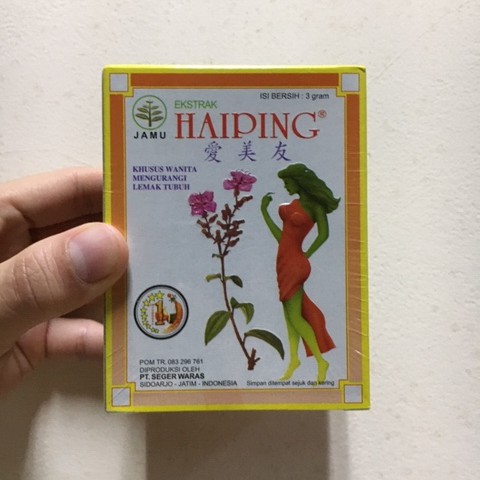 ISI BERSIH : 3 gram
EKSTRAK
JAMU
HAIPING®
愛美友
KHUSUS WANITA
MENGURANGI
LEMAK TUBUH
POM TR. 083 296 761
DIPRODUKSI OLEH
PT. SEGER WARAS
SIDOARJO - JATIM - INDONESIA
Simpan ditempat sejuk dan kering